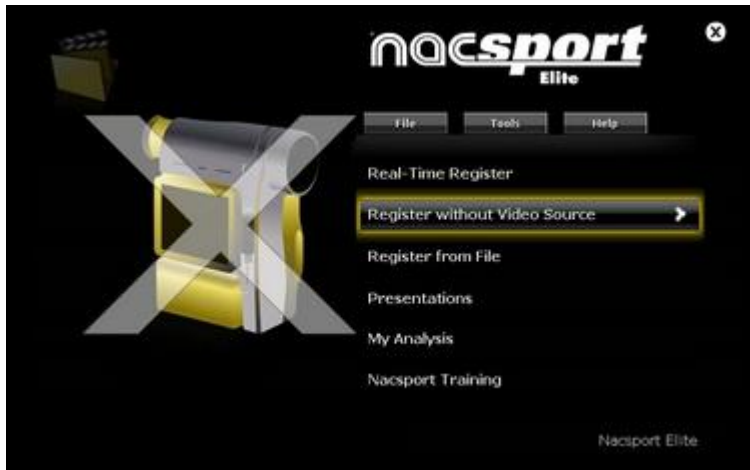 nacsport
Elite
File Tools Help
Real-Time Register
Register without Video Source
Register from File
Presentations
My Analysis
Nacsport Training
Nacsport Elite